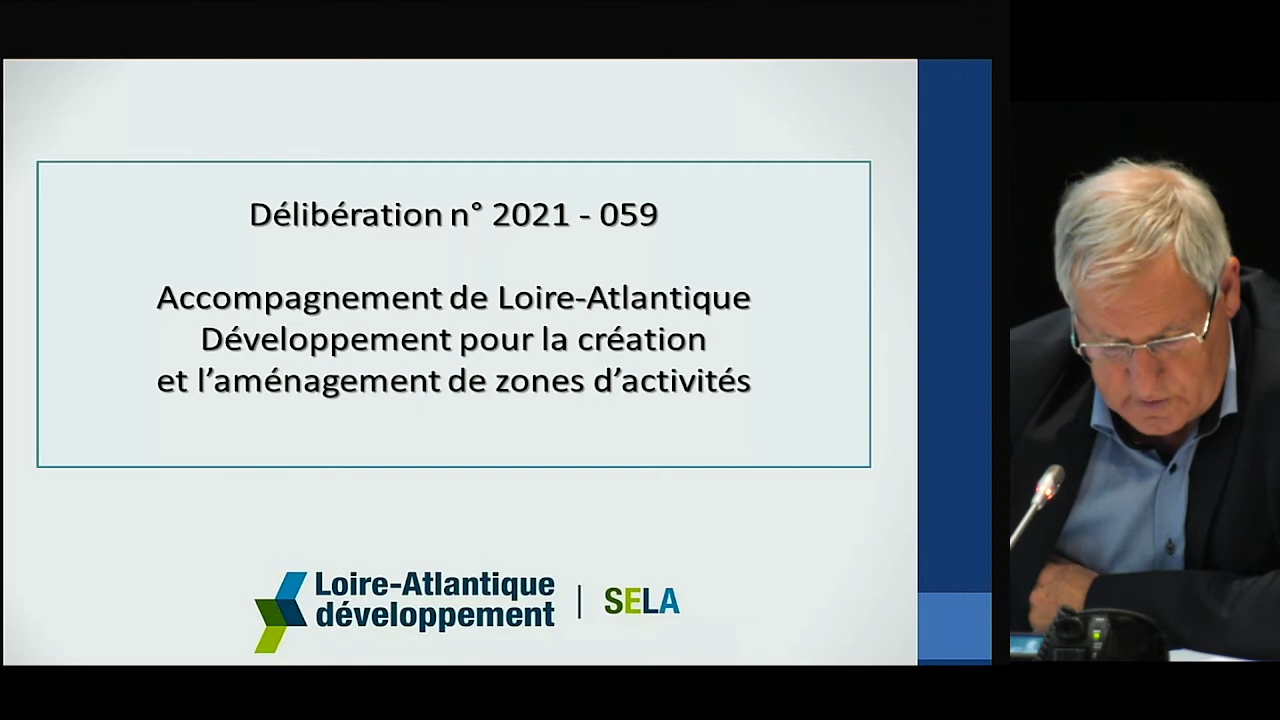 Délibération n° 2021 - 059
Accompagnement de Loire-Atlantique
Développement pour la création
et l’aménagement de zones d’activités
Loire-Atlantique
développement | SELA